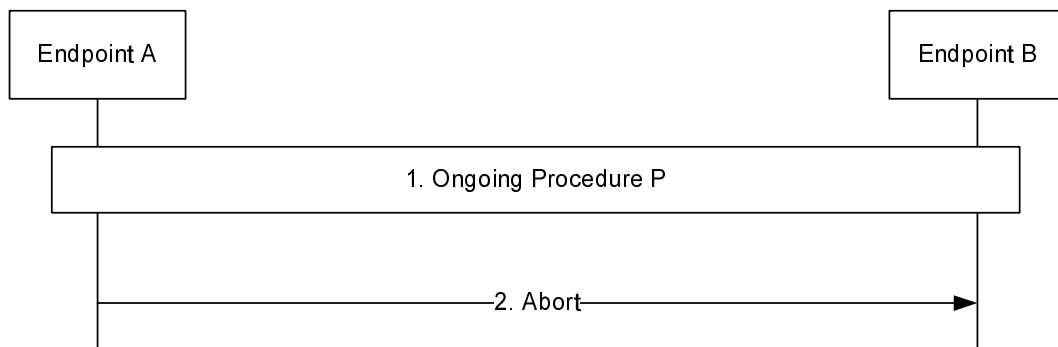 Endpoint A
Endpoint B
1. Ongoing Procedure P
2. Abort